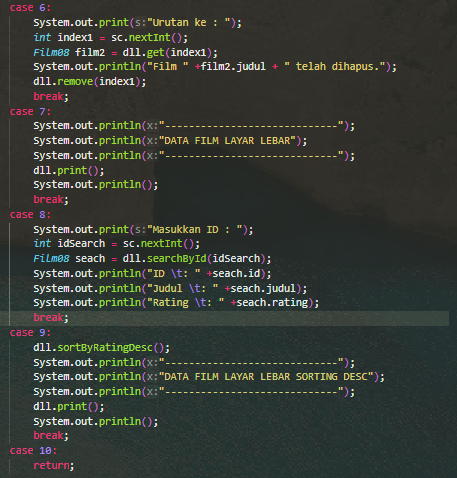 case 6:
System.out.print(s:"Urutan ke : ");
int index1 = sc.nextInt();
Film08 film2 = dll.get(index1);
System.out.println("Film " +film2.judul + " telah dihapus.");
dll.remove(index1);
break;
case 7:
System.out.println(x:"-----------------------------");
System.out.println(x:"DATA FILM LAYAR LEBAR");
System.out.println(x:"-----------------------------");
dll.print();
System.out.println();
break;
case 8:
System.out.print(s:"Masukkan ID : ");
int idSearch = sc.nextInt();
Film08 seach = dll.searchById(idSearch);
System.out.println("ID \t: " +seach.id);
System.out.println("Judul \t: " +seach.judul);
System.out.println("Rating \t: " +seach.rating);
break;
case 9:
dll.sortByRatingDesc();
System.out.println(x:"-----------------------------");
System.out.println(x:"DATA FILM LAYAR LEBAR SORTING DESC");
System.out.println(x:"-----------------------------");
dll.print();
System.out.println();
break;
case 10:
return;